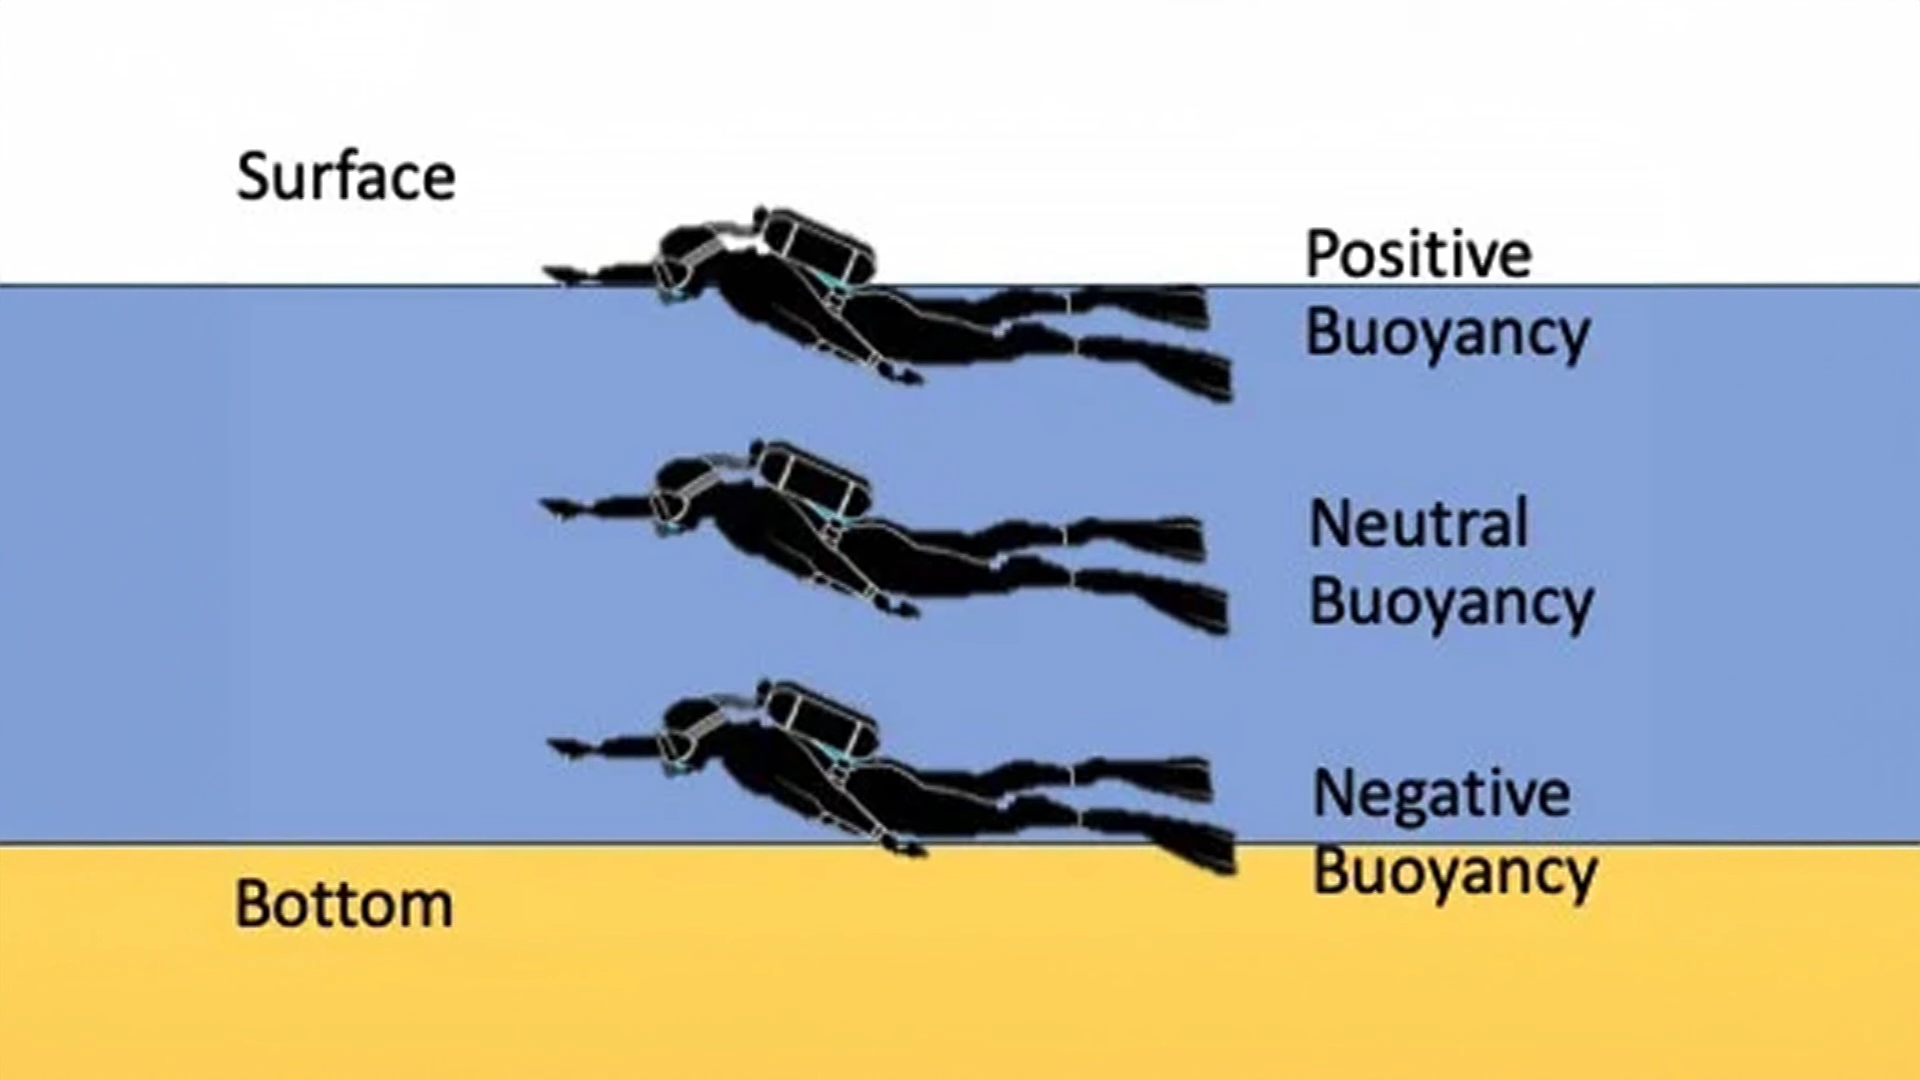 Surface
Positive
Buoyancy
Neutral
Buoyancy
Negative
Buoyancy
Bottom